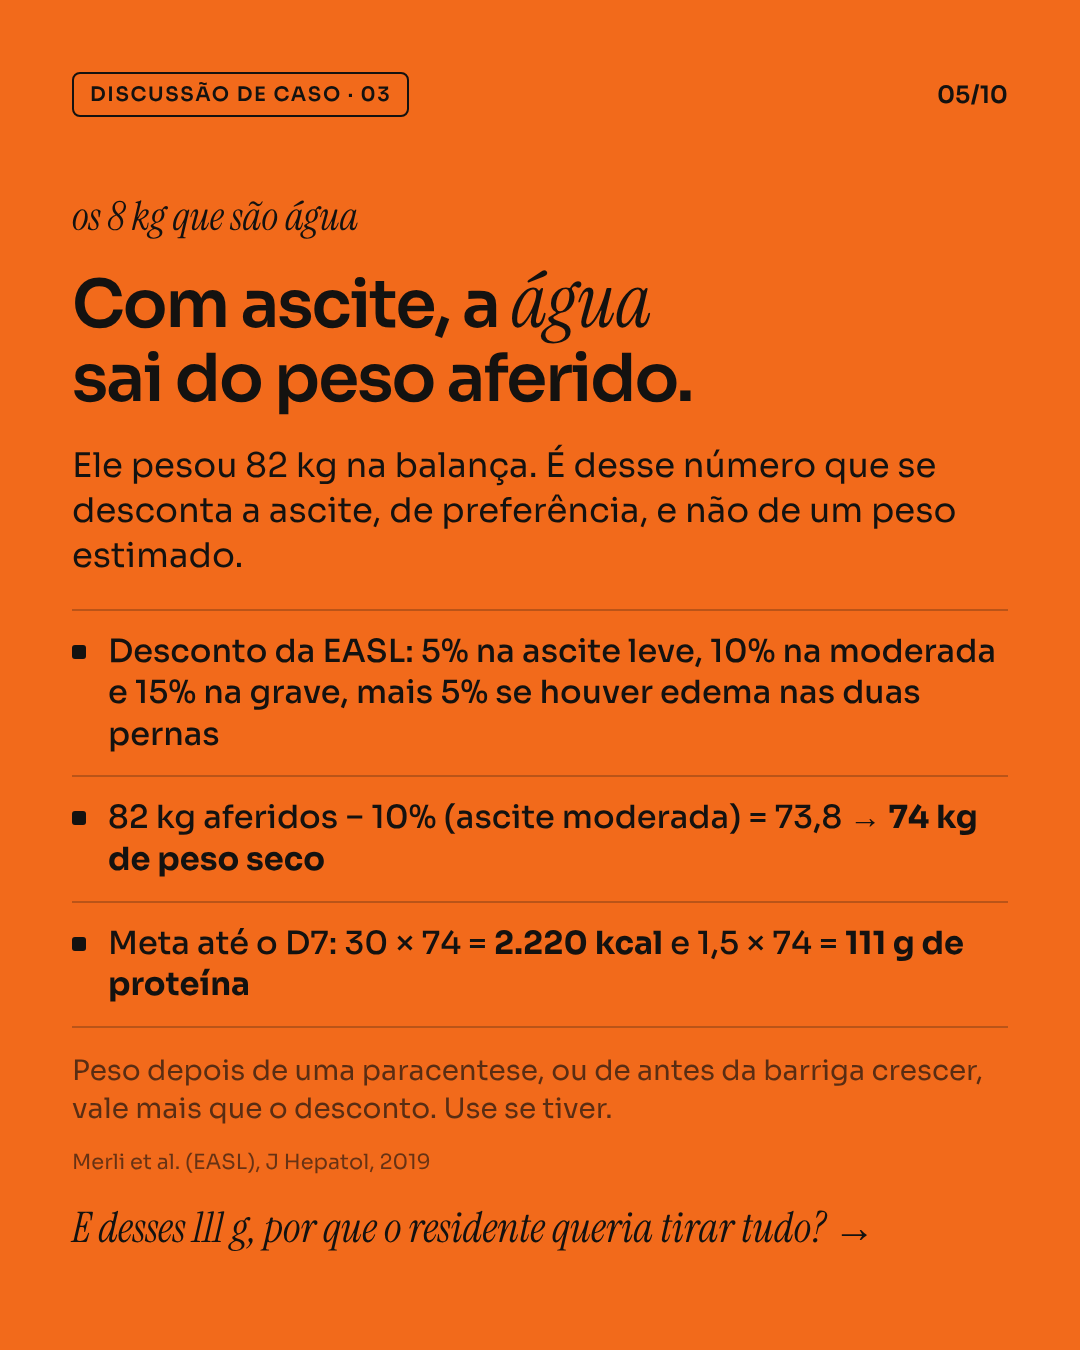 DISCUSSÃO DE CASO · 03
05/10
os 8 kg que são água
Com ascite, a água
sai do peso aferido.
Ele pesou 82 kg na balança. É desse número que se
desconta a ascite, de preferência, e não de um peso
estimado.
Desconto da EASL: 5% na ascite leve, 10% na moderada
e 15% na grave, mais 5% se houver edema nas duas
pernas
82 kg aferidos − 10% (ascite moderada) = 73,8 → 74 kg
de peso seco
Meta até o D7: 30 × 74 = 2.220 kcal e 1,5 × 74 = 111 g de
proteína
Peso depois de uma paracentese, ou de antes da barriga crescer,
vale mais que o desconto. Use se tiver.
Merli et al. (EASL), J Hepatol, 2019
E desses 111 g, por que o residente queria tirar tudo? →